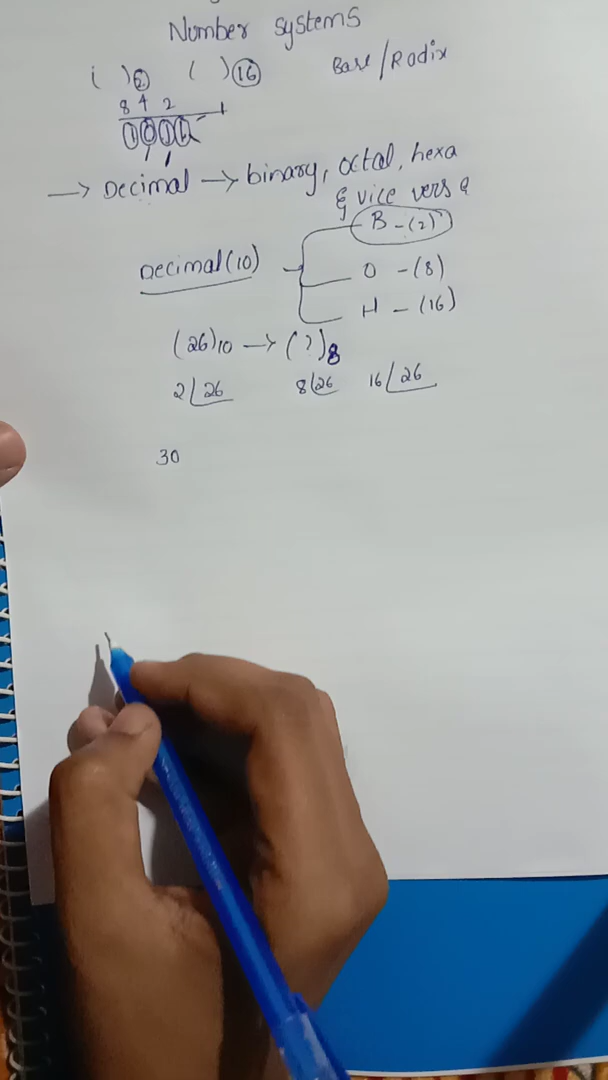 Number systems
( )2 ( )16 Base/Radix
8 4 2 1
→ Decimal → binary, octal, hexa
& vice versa
B - (2)
Decimal(10)
O - (8)
H - (16)
(26)10 → (?)8
2 26 8 26 16 26
30